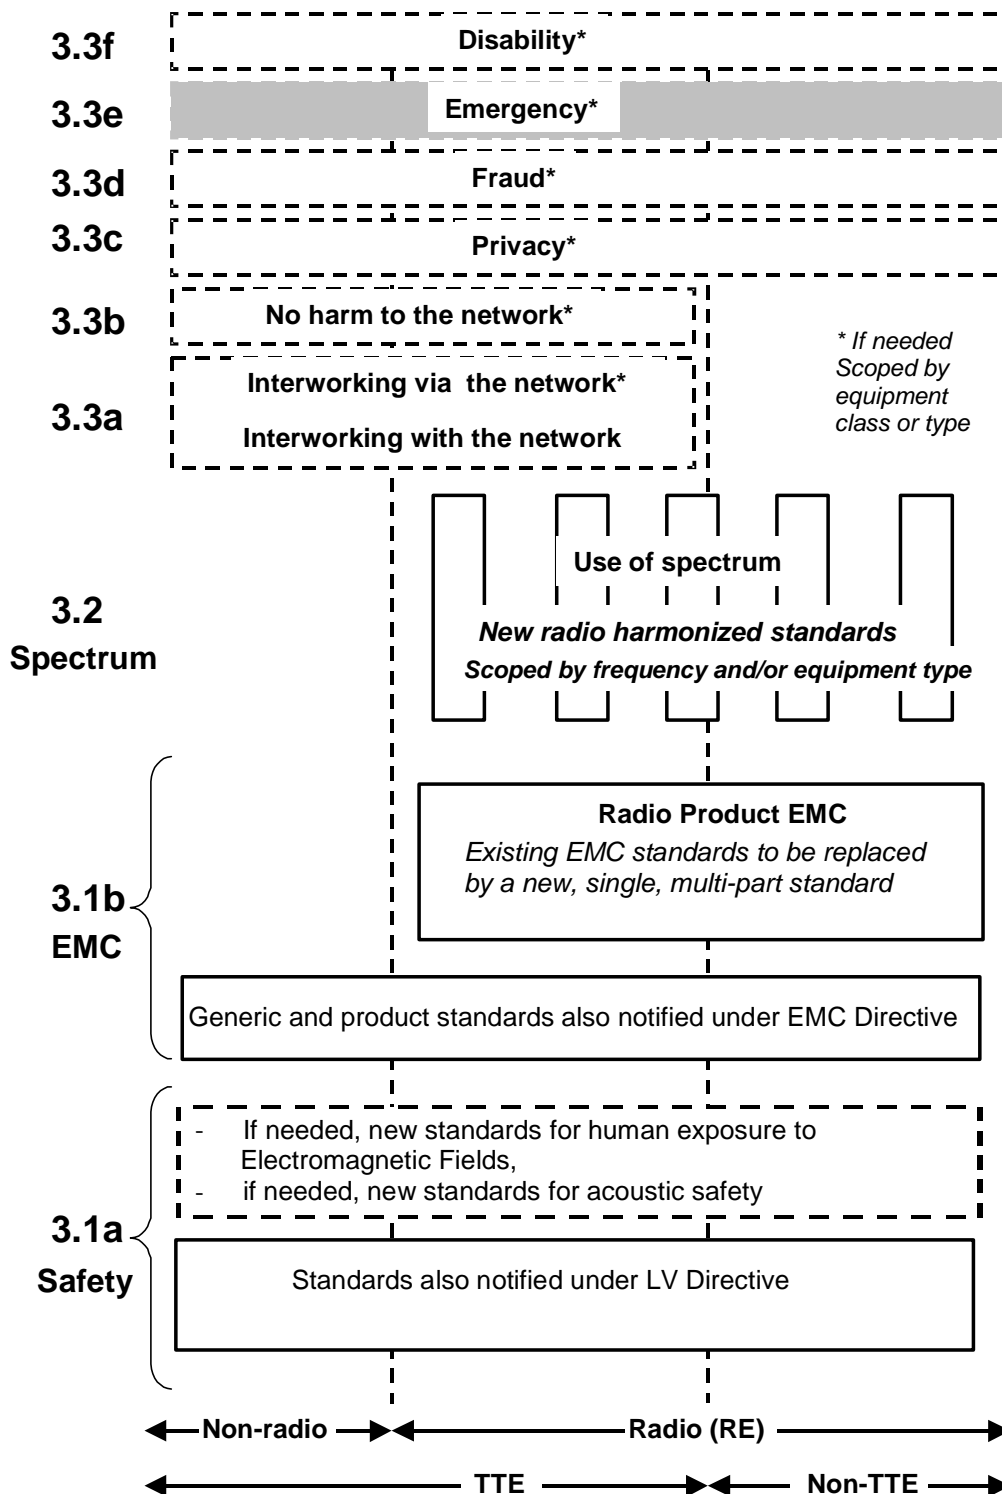 3.3f
Disability*
3.3e
Emergency*
3.3d
Fraud*
3.3c
Privacy*
3.3b
No harm to the network*
3.3a
Interworking via the network*
Interworking with the network
* If needed
Scoped by
equipment
class or type
3.2
Spectrum
Use of spectrum
New radio harmonized standards
Scoped by frequency and/or equipment type
3.1b
EMC
Radio Product EMC
Existing EMC standards to be replaced
by a new, single, multi-part standard
Generic and product standards also notified under EMC Directive
3.1a
Safety
- If needed, new standards for human exposure to
Electromagnetic Fields,
- if needed, new standards for acoustic safety
Standards also notified under LV Directive
Non-radio
Radio (RE)
TTE
Non-TTE